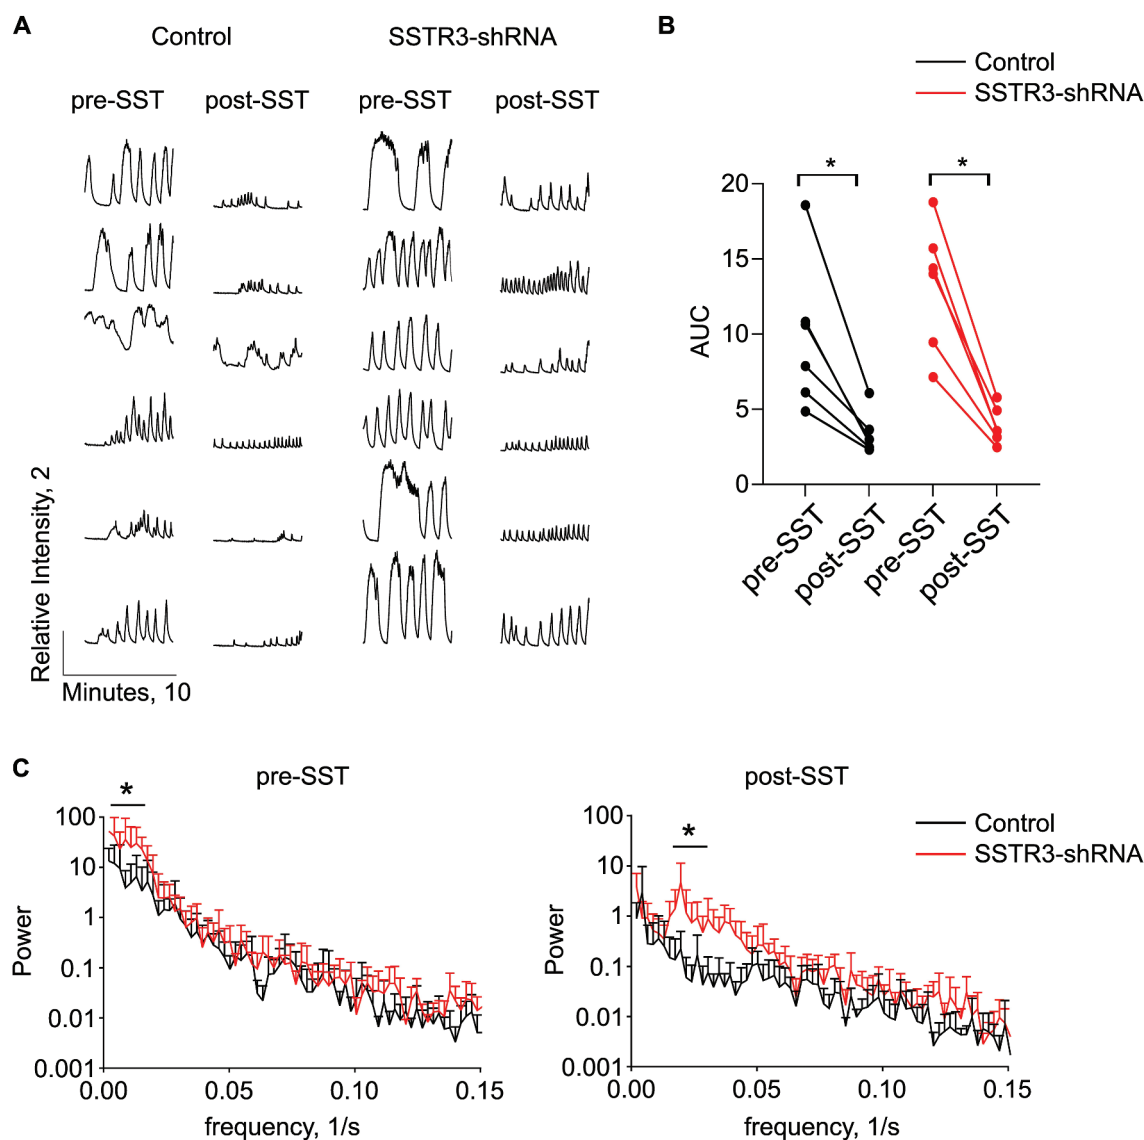 A
Control
SSTR3-shRNA
pre-SST
post-SST
pre-SST
post-SST
Relative Intensity, 2
Minutes, 10
B
Control
SSTR3-shRNA
*
*
20
15
10
5
0
AUC
pre-SST
post-SST
pre-SST
post-SST
C
pre-SST
*
100
10
1
0.1
0.01
0.001
Power
0.00
0.05
0.10
0.15
frequency, 1/s
post-SST
*
100
10
1
0.1
0.01
0.001
Power
0.00
0.05
0.10
0.15
frequency, 1/s
Control
SSTR3-shRNA